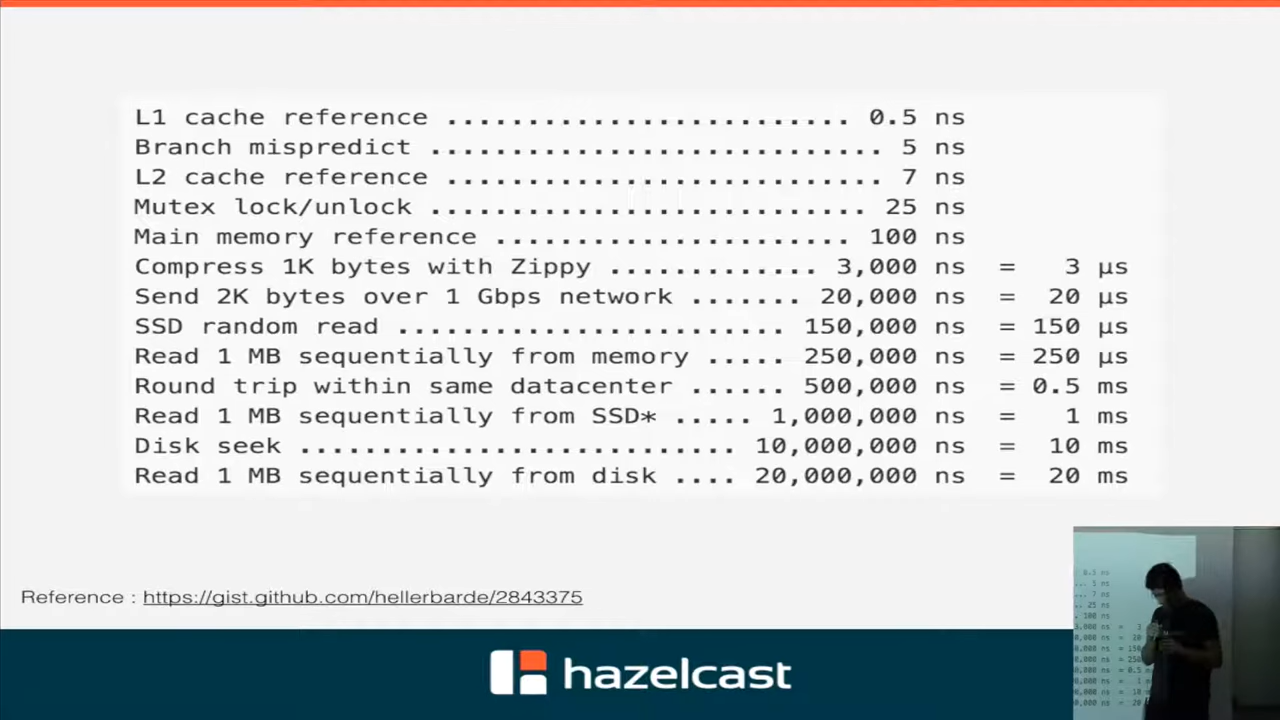 L1 cache reference ......................... 0.5 ns
Branch mispredict ............................ 5 ns
L2 cache reference ........................... 7 ns
Mutex lock/unlock ........................... 25 ns
Main memory reference ...................... 100 ns
Compress 1K bytes with Zippy ............. 3,000 ns = 3 µs
Send 2K bytes over 1 Gbps network ....... 20,000 ns = 20 µs
SSD random read ........................ 150,000 ns = 150 µs
Read 1 MB sequentially from memory ..... 250,000 ns = 250 µs
Round trip within same datacenter ...... 500,000 ns = 0.5 ms
Read 1 MB sequentially from SSD* ..... 1,000,000 ns = 1 ms
Disk seek ........................... 10,000,000 ns = 10 ms
Read 1 MB sequentially from disk .... 20,000,000 ns = 20 ms
Reference : https://gist.github.com/hellerbarde/2843375
hazelcast